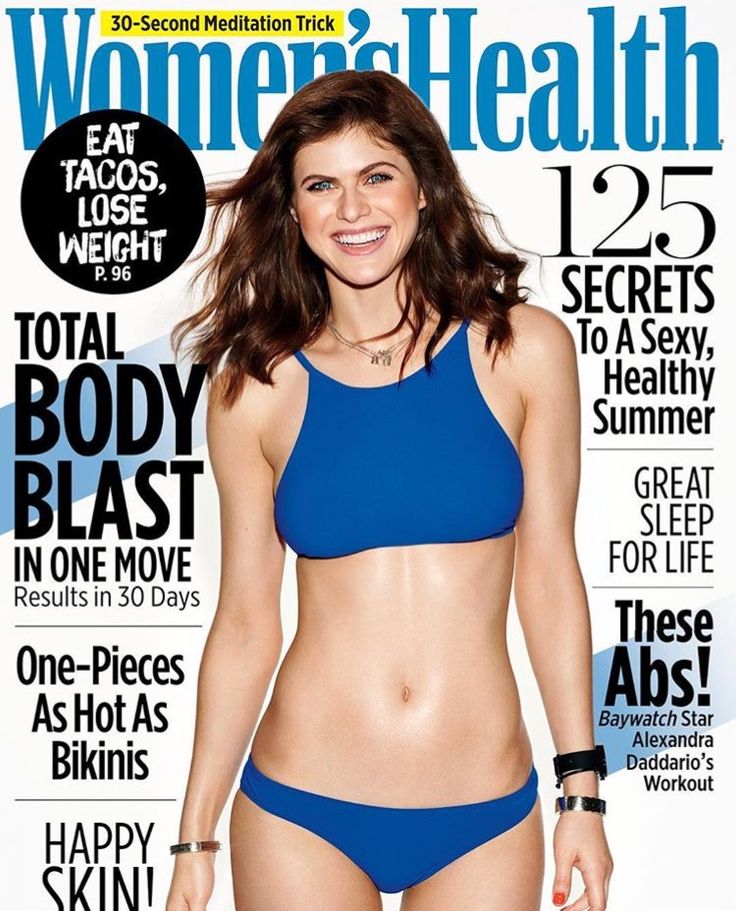 30-Second Meditation Trick
Women's Health
EAT
TACOS,
LOSE
WEIGHT
P. 96
125
SECRETS
To A Sexy,
Healthy
Summer
TOTAL
BODY
BLAST
IN ONE MOVE
Results in 30 Days
GREAT
SLEEP
FOR LIFE
These
Abs!
Baywatch Star
Alexandra
Daddario's
Workout
One-Pieces
As Hot As
Bikinis
HAPPY
SKIN!